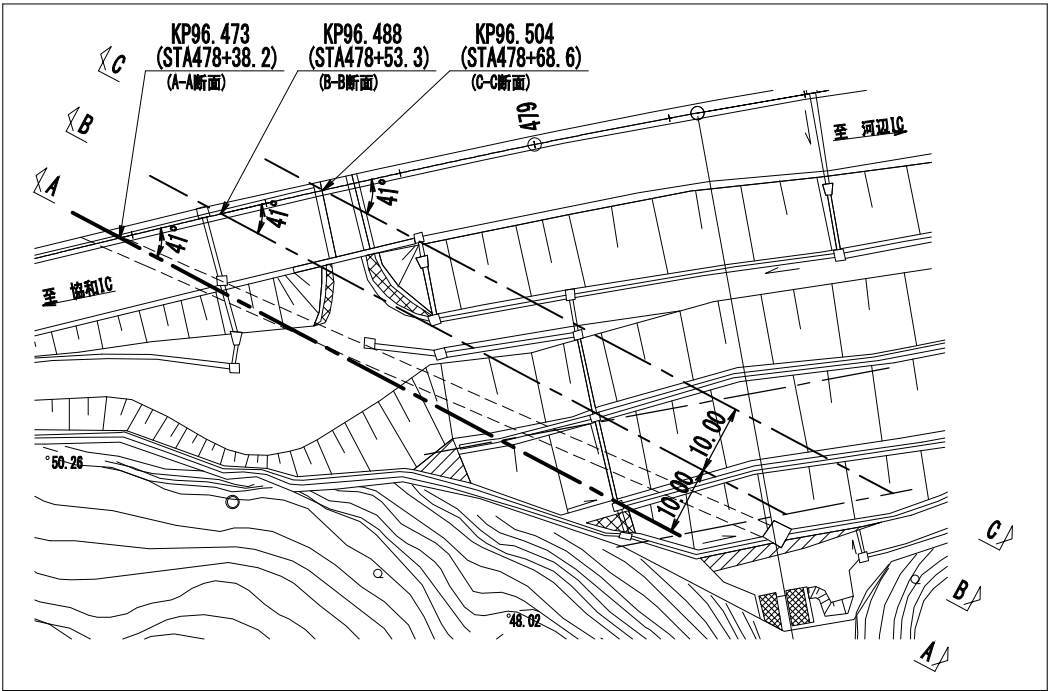 KP96.473
(STA478+38.2)
(A-A断面)
KP96.488
(STA478+53.3)
(B-B断面)
KP96.504
(STA478+68.6)
(C-C断面)
C
B
A
479
至 河辺IC
41°
41°
41°
至 協和IC
10.00
10.00
50.26
48.02
C
B
A